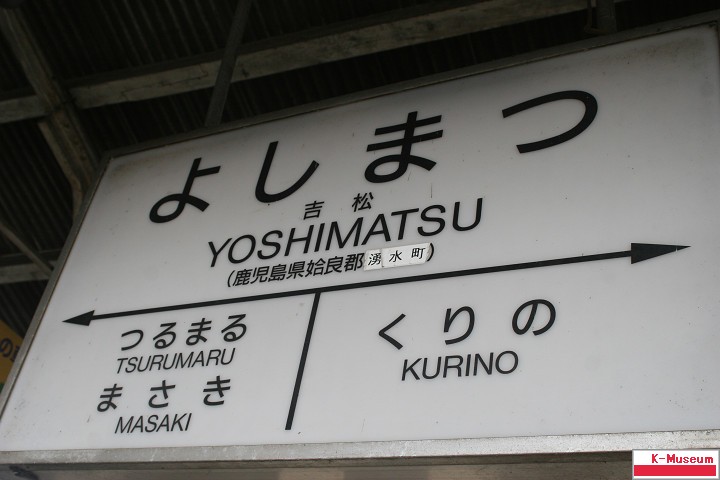 よしまつ
吉松
YOSHIMATSU
(鹿児島県姶良郡湧水町)
つるまる
TSURUMARU
まさき
MASAKI
くりの
KURINO
K-Museum